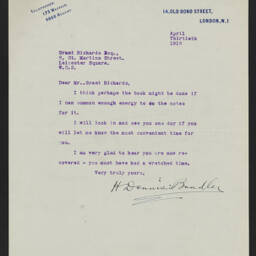 TELEPHONES
14, OLD BOND STREET,
LONDON, W.1
April
Thirtieth
Grant Richards Esq.,
8, St. Martins Street,
Leicester Square.
W.C.2.
Dear Mr. Grant Richards,
I think perhaps the book might be done if
I can common enough energy to do the notes
for it.
I will look in and see you one day if you
will let me know the most convenient time for
you.
I am very glad to hear you are now re-
covered - you must have had a wretched time.
Very truly yours,